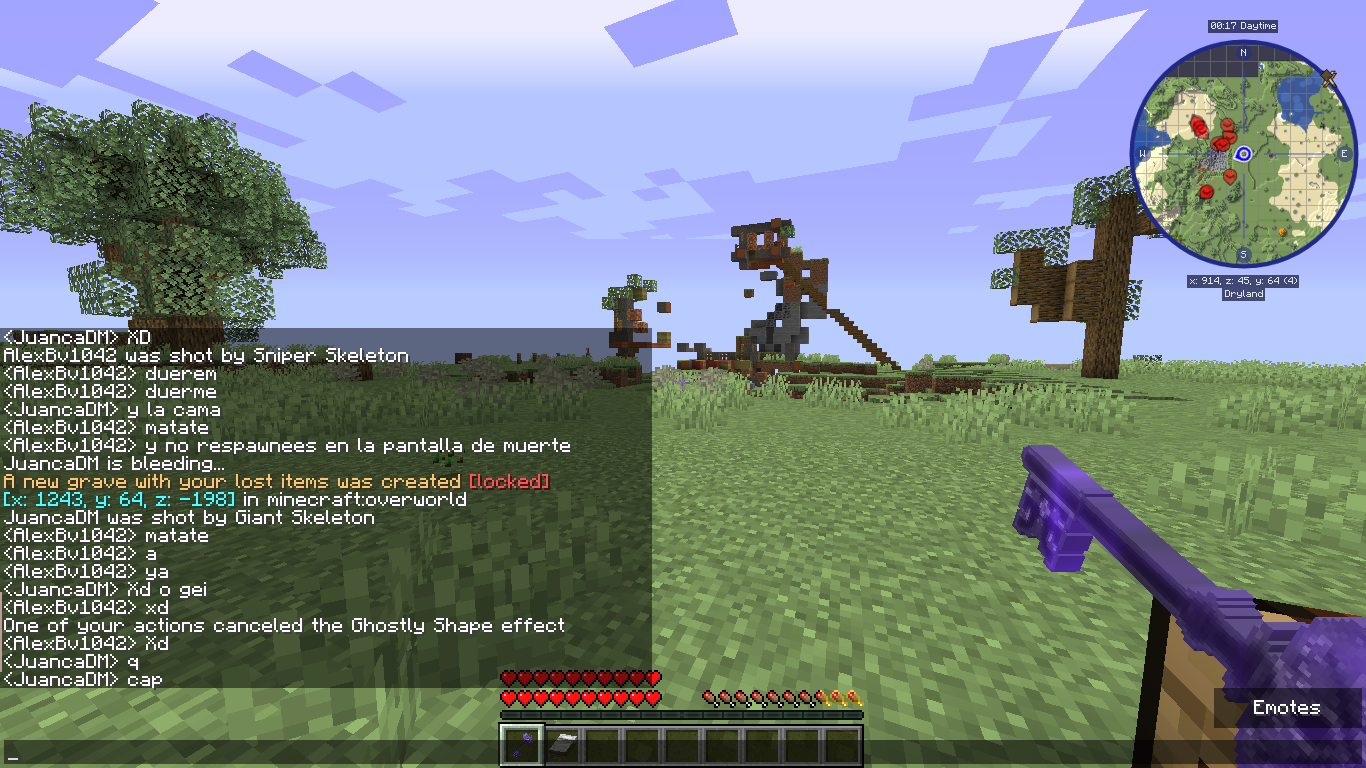 00:17 Daytime
N
W
E
S
x: 914, z: 45, y: 64 (4)
Dryland
<JuancaDM> XD
AlexBv1042 was shot by Sniper Skeleton
<AlexBv1042> duerem
<AlexBv1042> duerme
<JuancaDM> y la cama
<AlexBv1042> matate
<AlexBv1042> y no respawnees en la pantalla de muerte
JuancaDM is bleeding...
A new grave with your lost items was created [locked]
[x: 1243, y: 64, z: -198] in minecraft:overworld
JuancaDM was shot by Giant Skeleton
<AlexBv1042> matate
<AlexBv1042> a
<AlexBv1042> ya
<JuancaDM> Xd o gei
<AlexBv1042> xd
One of your actions canceled the Ghostly Shape effect
<AlexBv1042> Xd
<JuancaDM> q
<JuancaDM> cap
Emotes
_